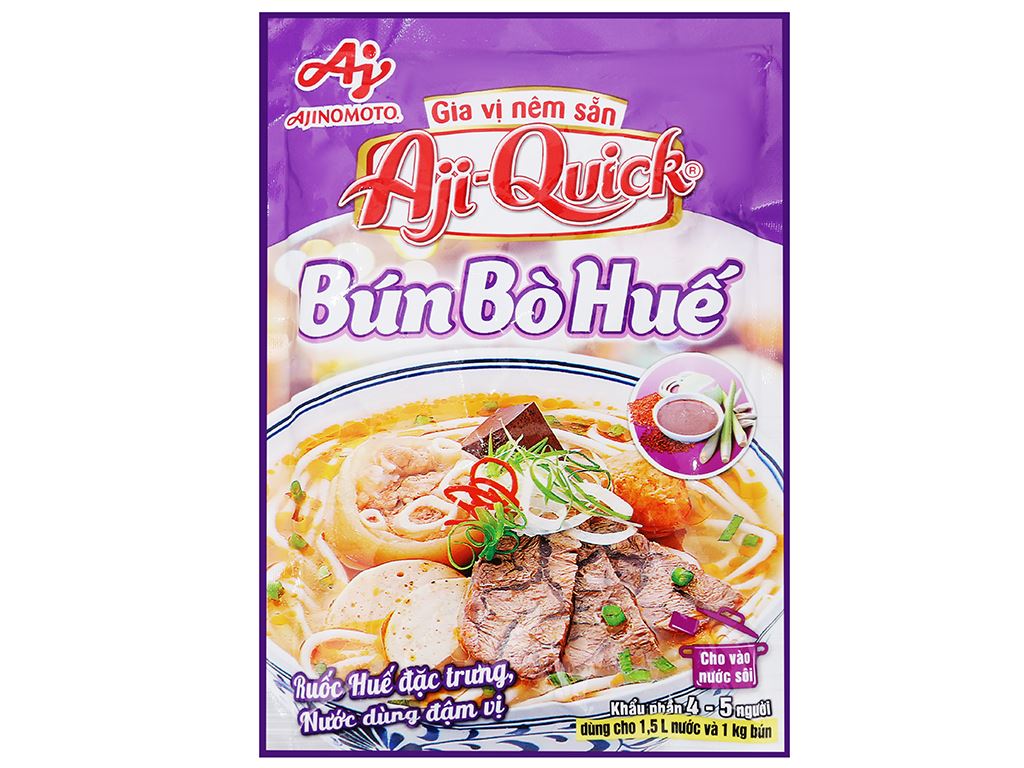 Aj
AJINOMOTO.
Gia vị nêm sẵn
Aji-Quick®
Bún Bò Huế
Ruốc Huế đặc trưng,
Nước dùng đậm vị
Cho vào
nước sôi
Khẩu phần 4 - 5 người
dùng cho 1,5 L nước và 1 kg bún